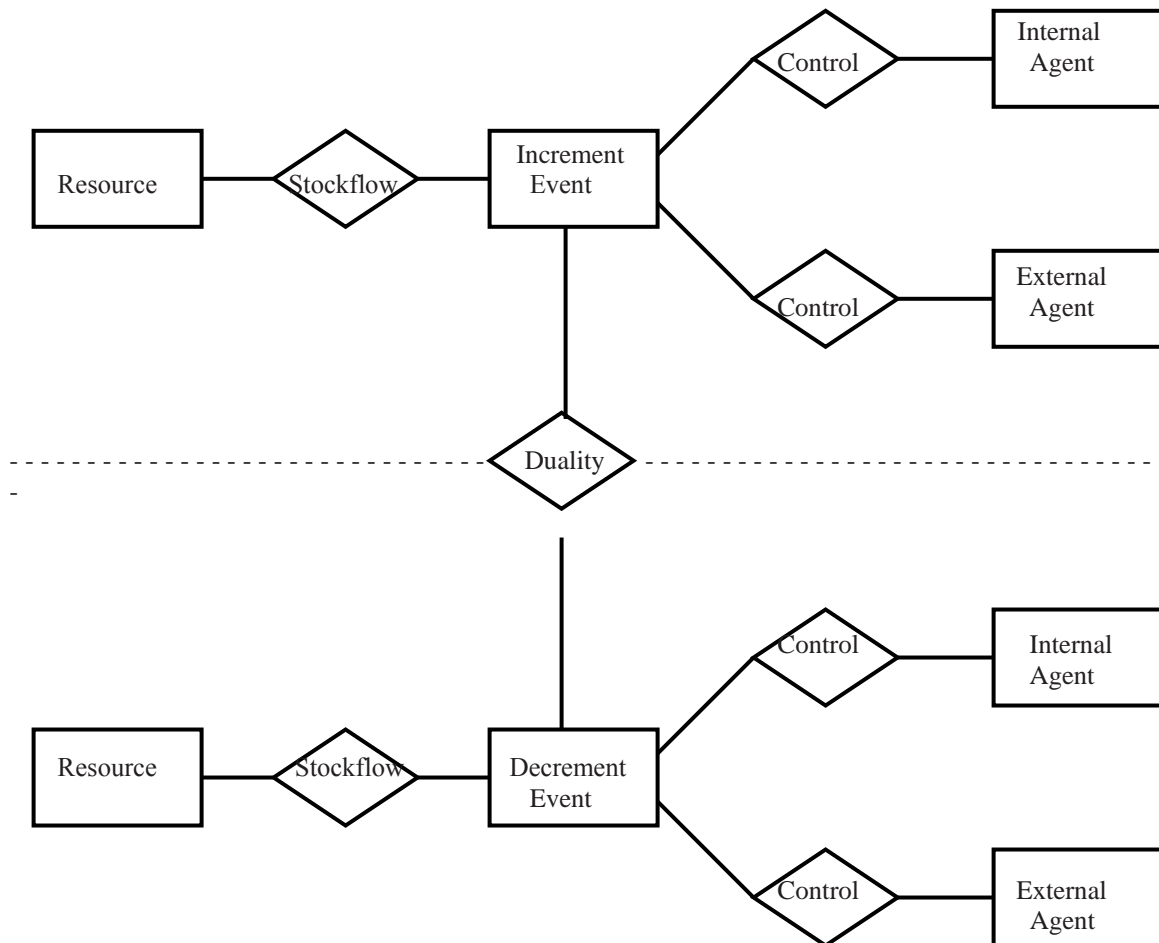 Internal
Agent
Control
Resource
Stockflow
Increment
Event
Control
External
Agent
Duality
Control
Internal
Agent
Resource
Stockflow
Decrement
Event
Control
External
Agent